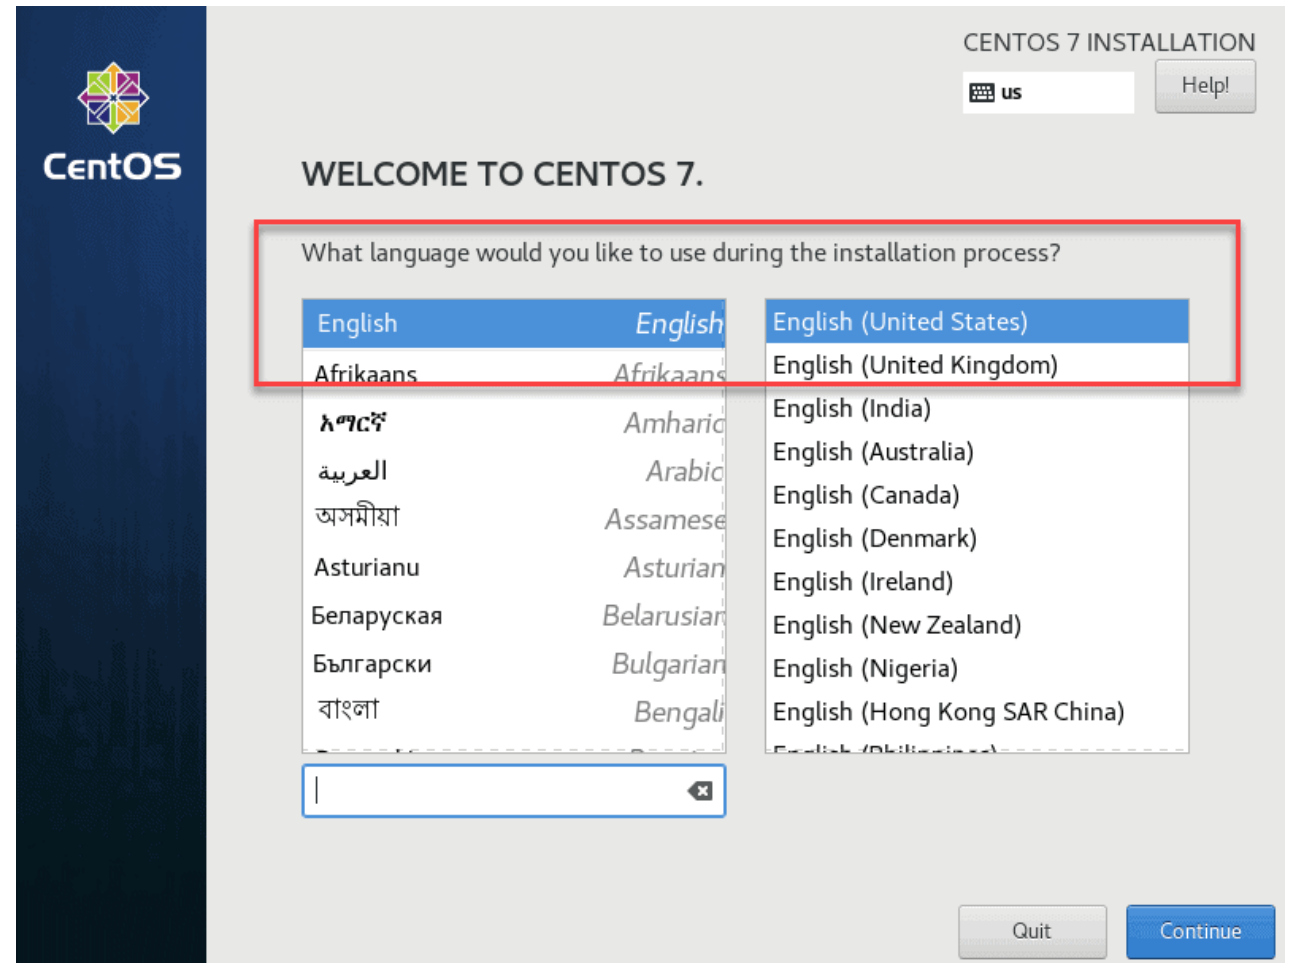 CENTOS 7 INSTALLATION
us
Help!
CentOS
WELCOME TO CENTOS 7.
What language would you like to use during the installation process?
English English
Afrikaans Afrikaans
አማርኛ Amharic
العربية Arabic
অসমীয়া Assamese
Asturianu Asturian
Беларуская Belarusian
Български Bulgarian
বাংলা Bengali
English (United States)
English (United Kingdom)
English (India)
English (Australia)
English (Canada)
English (Denmark)
English (Ireland)
English (New Zealand)
English (Nigeria)
English (Hong Kong SAR China)
English (Philippines)
Quit
Continue